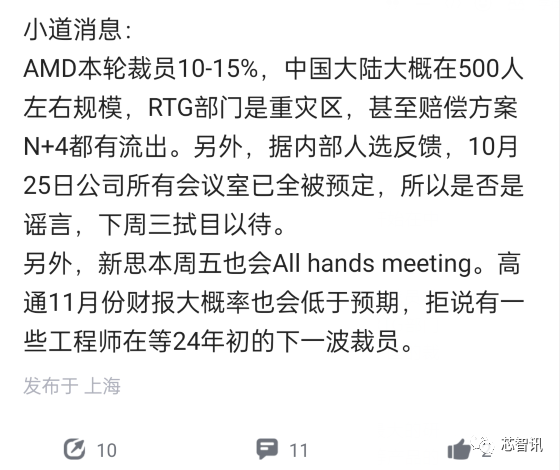 小道消息：
AMD本轮裁员10-15%，中国大陆大概在500人
左右规模，RTG部门是重灾区，甚至赔偿方案
N+4都有流出。另外，据内部人选反馈，10月
25日公司所有会议室已全被预定，所以是否是
谣言，下周三拭目以待。
另外，新思本周五也会All hands meeting。高
通11月份财报大概率也会低于预期，拒说有一
些工程师在等24年初的下一波裁员。
发布于 上海
10 11
芯智讯